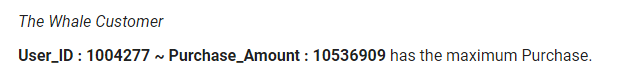 The Whale Customer
User_ID : 1004277 ~ Purchase_Amount : 10536909 has the maximum Purchase.